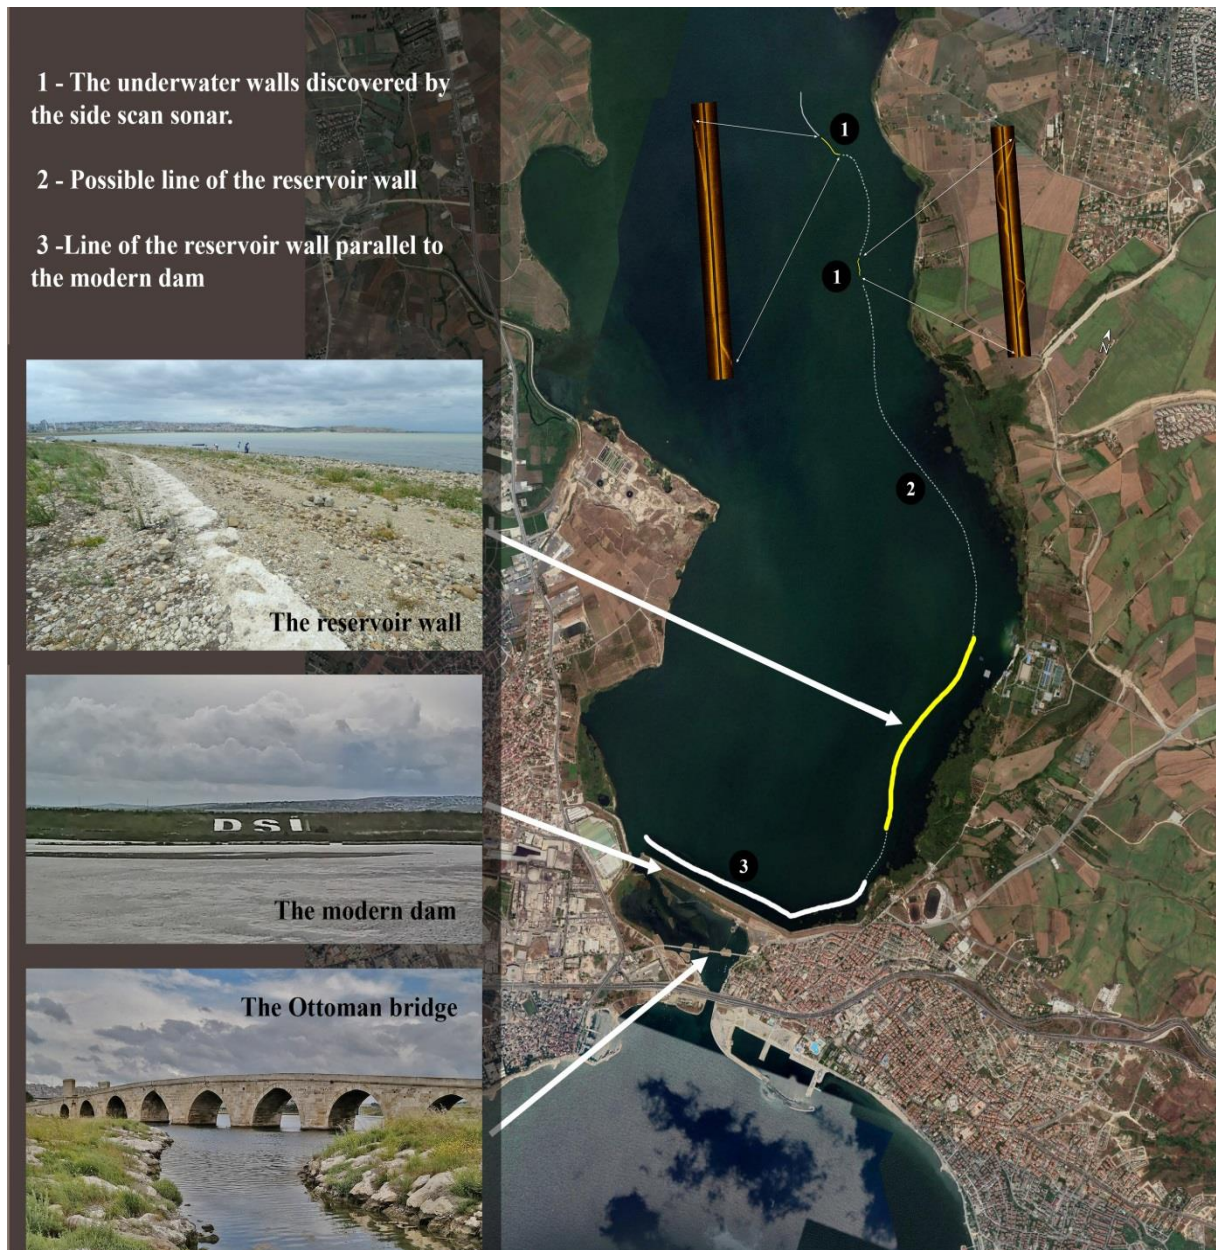 1 - The underwater walls discovered by
the side scan sonar.
2 - Possible line of the reservoir wall
3 -Line of the reservoir wall parallel to
the modern dam
1
1
N
2
The reservoir wall
DSİ
The modern dam
3
The Ottoman bridge